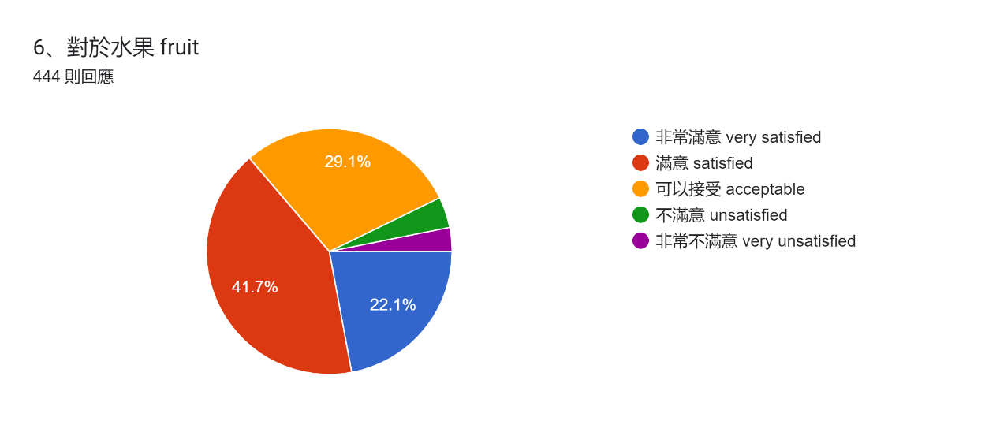 6、對於水果 fruit
444 則回應
29.1%
41.7%
22.1%
非常滿意 very satisfied
滿意 satisfied
可以接受 acceptable
不滿意 unsatisfied
非常不滿意 very unsatisfied